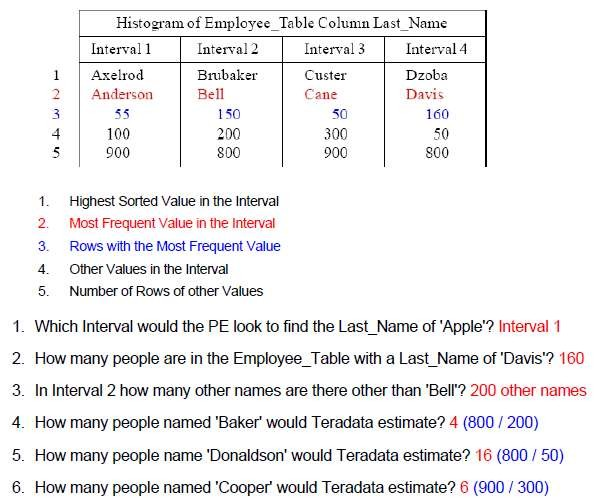 Histogram of Employee_Table Column Last_Name
Interval 1 Interval 2 Interval 3 Interval 4
1 Axelrod Brubaker Custer Dzoba
2 Anderson Bell Cane Davis
3 55 150 50 160
4 100 200 300 50
5 900 800 900 800
1. Highest Sorted Value in the Interval
2. Most Frequent Value in the Interval
3. Rows with the Most Frequent Value
4. Other Values in the Interval
5. Number of Rows of other Values
1. Which Interval would the PE look to find the Last_Name of 'Apple'? Interval 1
2. How many people are in the Employee_Table with a Last_Name of 'Davis'? 160
3. In Interval 2 how many other names are there other than 'Bell'? 200 other names
4. How many people named 'Baker' would Teradata estimate? 4 (800 / 200)
5. How many people name 'Donaldson' would Teradata estimate? 16 (800 / 50)
6. How many people named 'Cooper' would Teradata estimate? 6 (900 / 300)